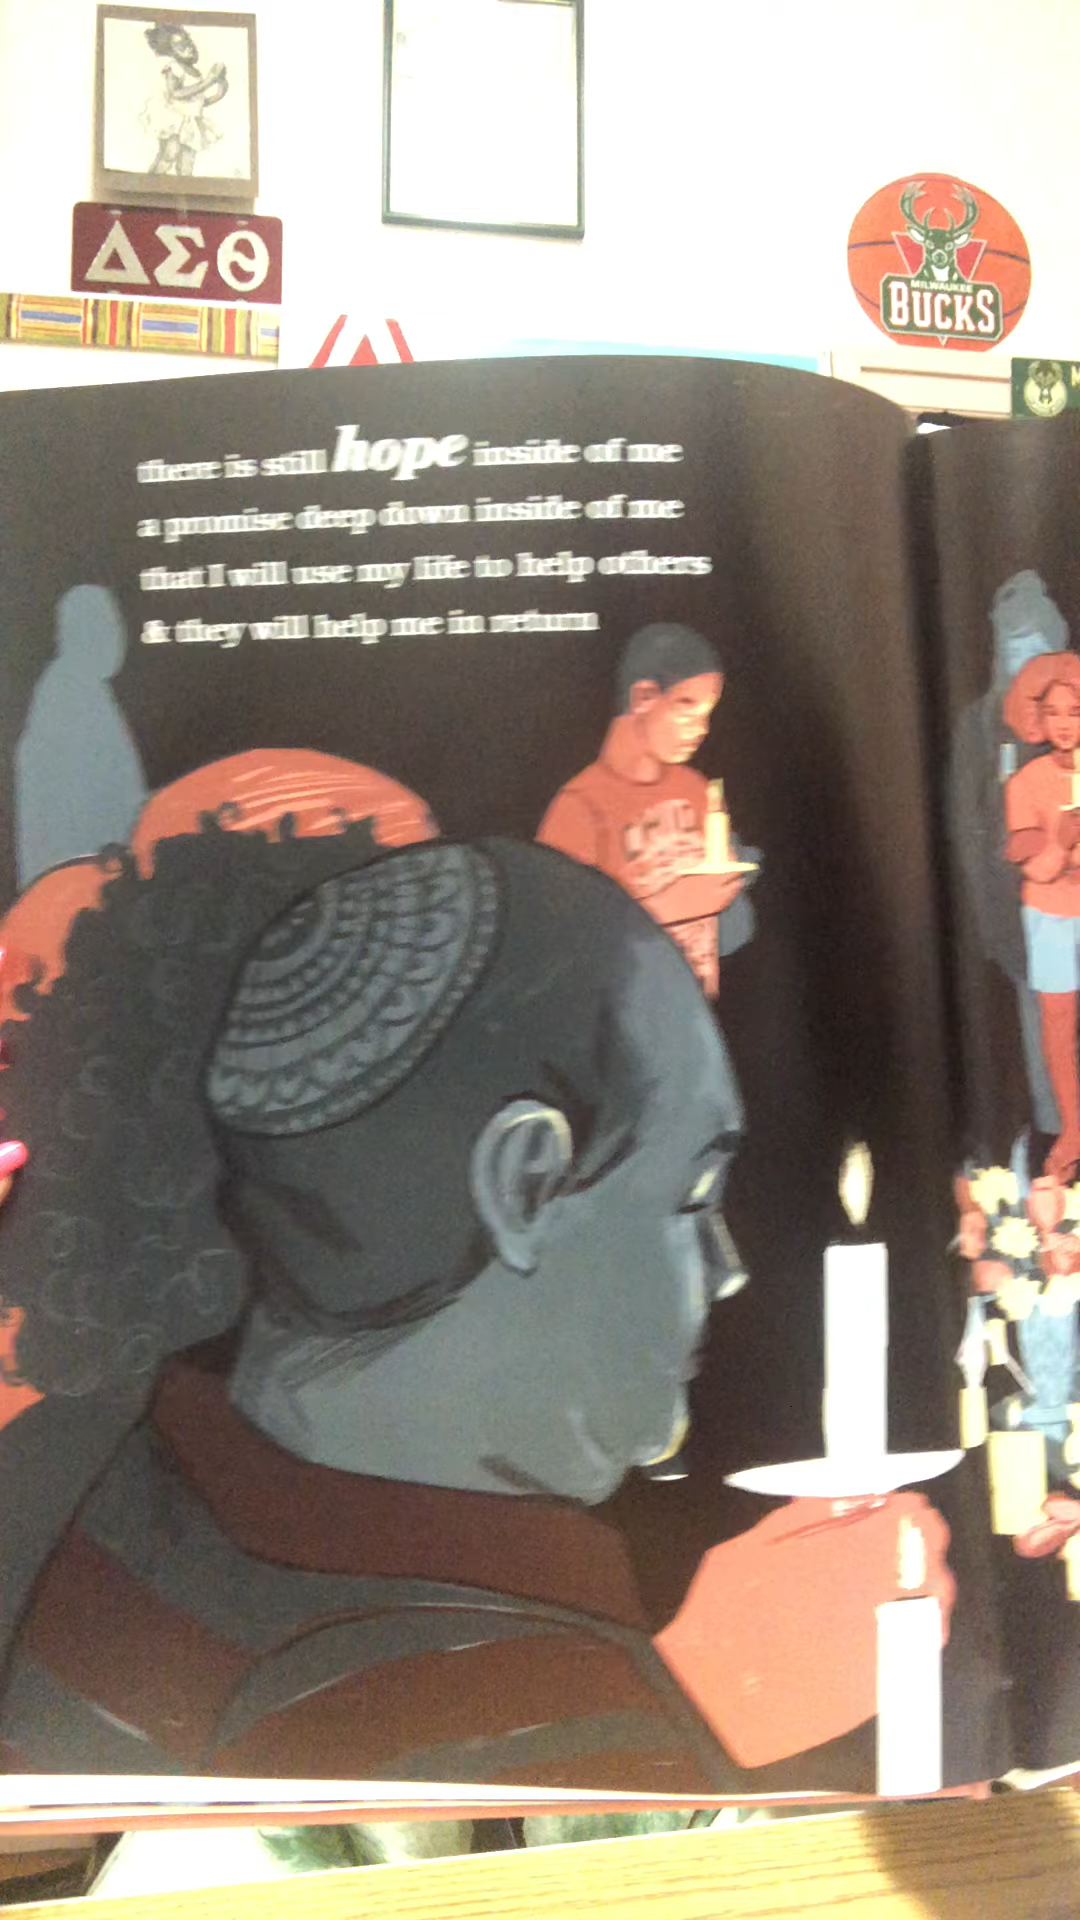 ΔΣΘ
MILWAUKEE
BUCKS
there is still hope inside of me
a promise deep down inside of me
that I will use my life to help others
& they will help me in return